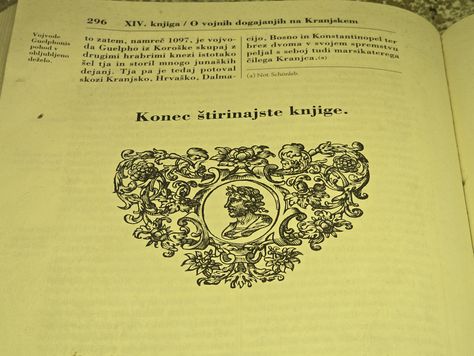 296 XIV. knjiga / O vojnih dogajanjih na Kranjskem
Vojvode
Guelphonis
pohod v
obljubljeno
deželo.
to zatem, namreč 1097, je vojvo-
da Guelpho iz Koroške skupaj z
drugimi hrabrimi knezi istotako
šel tja in storil mnogo junaških
dejanj. Tja pa je tedaj potoval
skozi Kranjsko, Hrvaško, Dalma-
cijo, Bosno in Konstantinopel ter
brez dvoma v svojem spremstvu
peljal s seboj tudi marsikaterega
čilega Kranjca.(a)
(a) Not. Schönleb.
Konec štirinajste knjige.